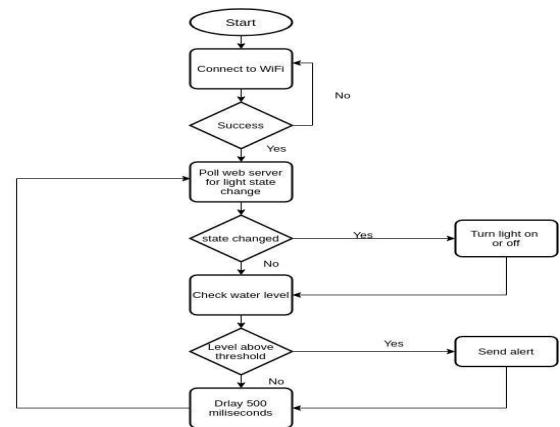 Start
Connect to WiFi
No
Success
Yes
Poll web server
for light state
change
state changed
Yes
Turn light on
or off
No
Check water level
Level above
threshold
Yes
Send alert
No
Drlay 500
miliseconds